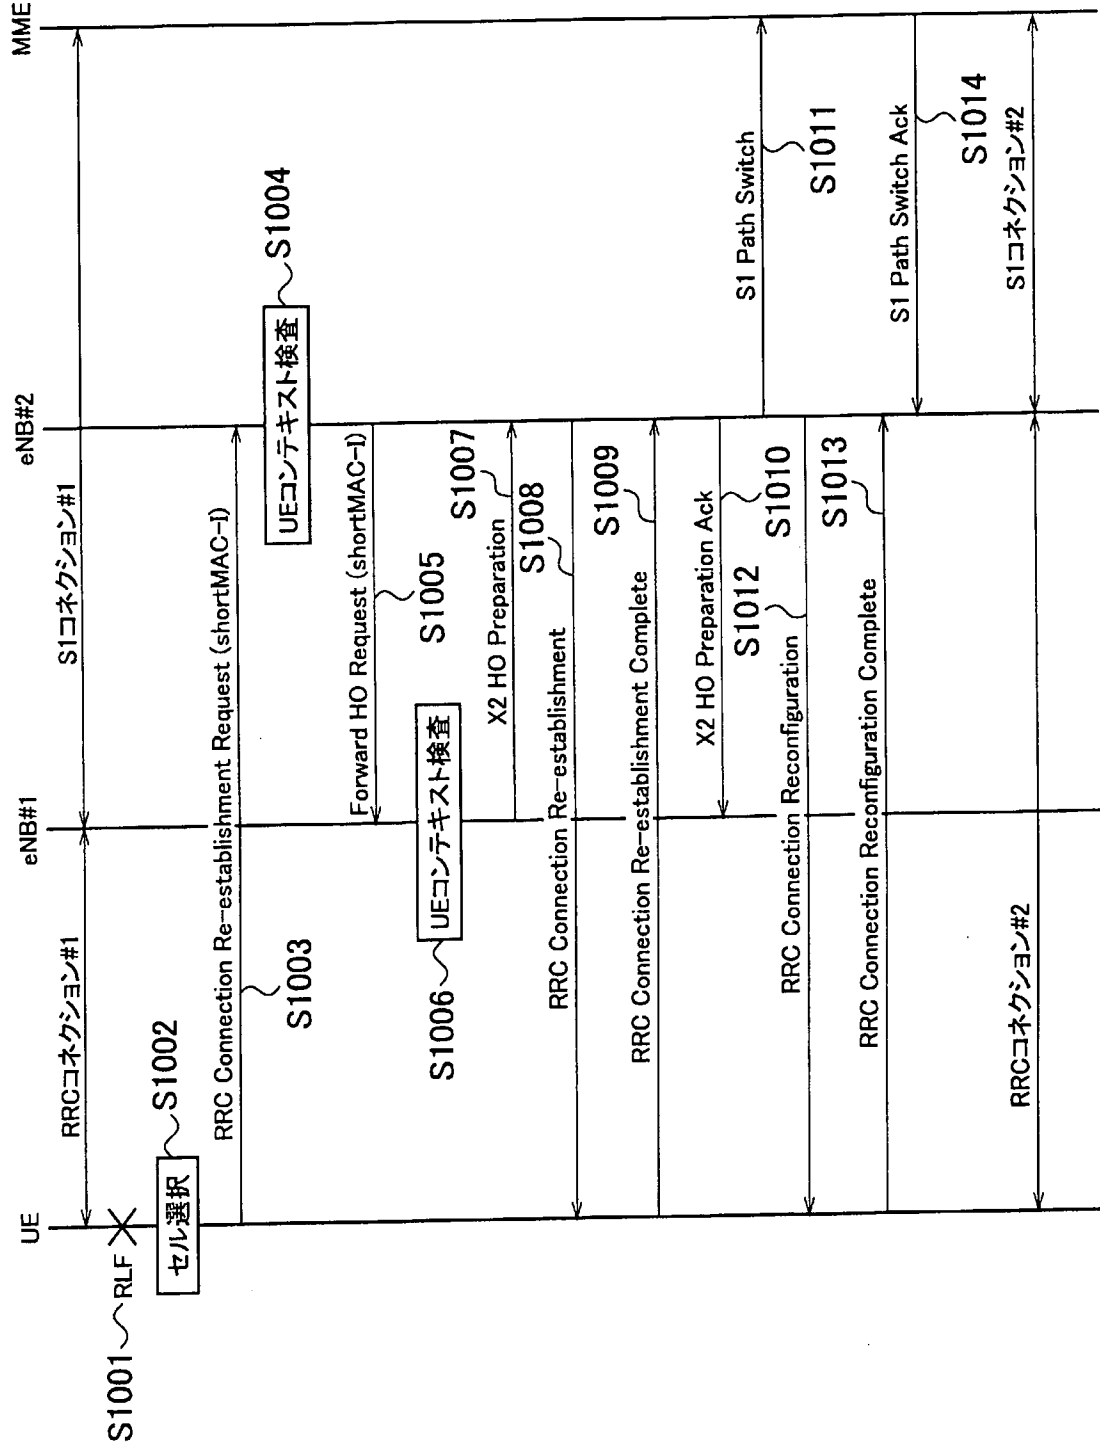 UE
eNB#1
eNB#2
MME
RRCコネクション#1
S1コネクション#1
S1001
RLF
セル選択
S1002
RRC Connection Re-establishment Request (shortMAC-I)
S1003
UEコンテキスト検査
S1004
Forward HO Request (shortMAC-I)
S1005
S1006
UEコンテキスト検査
X2 HO Preparation
S1007
RRC Connection Re-establishment
S1008
RRC Connection Re-establish Complete
S1009
X2 HO Preparation Ack
S1010
S1 Path Switch
S1011
RRC Connection Reconfiguration
S1012
RRC Connection Reconfiguration Complete
S1013
S1 Path Switch Ack
S1014
RRCコネクション#2
S1コネクション#2